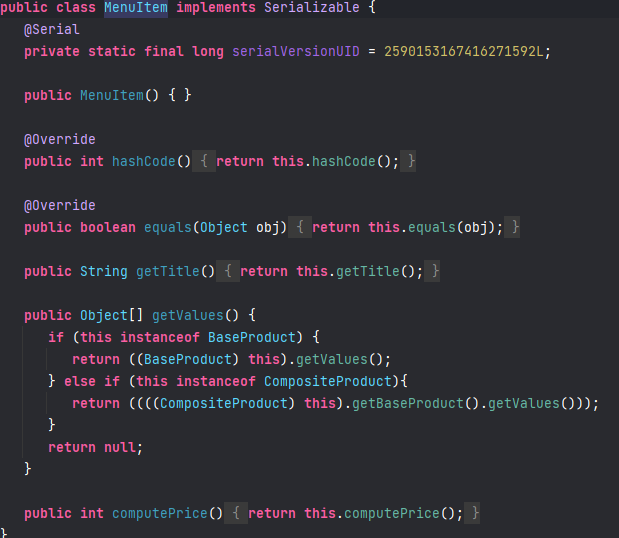 public class MenuItem implements Serializable {
@Serial
private static final long serialVersionUID = 2590153167416271592L;
public MenuItem() { }
@Override
public int hashCode() { return this.hashCode(); }
@Override
public boolean equals(Object obj) { return this.equals(obj); }
public String getTitle() { return this.getTitle(); }
public Object[] getValues() {
if (this instanceof BaseProduct) {
return ((BaseProduct) this).getValues();
} else if (this instanceof CompositeProduct){
return ((((CompositeProduct) this).getBaseProduct().getValues()));
}
return null;
}
public int computePrice() { return this.computePrice(); }
}